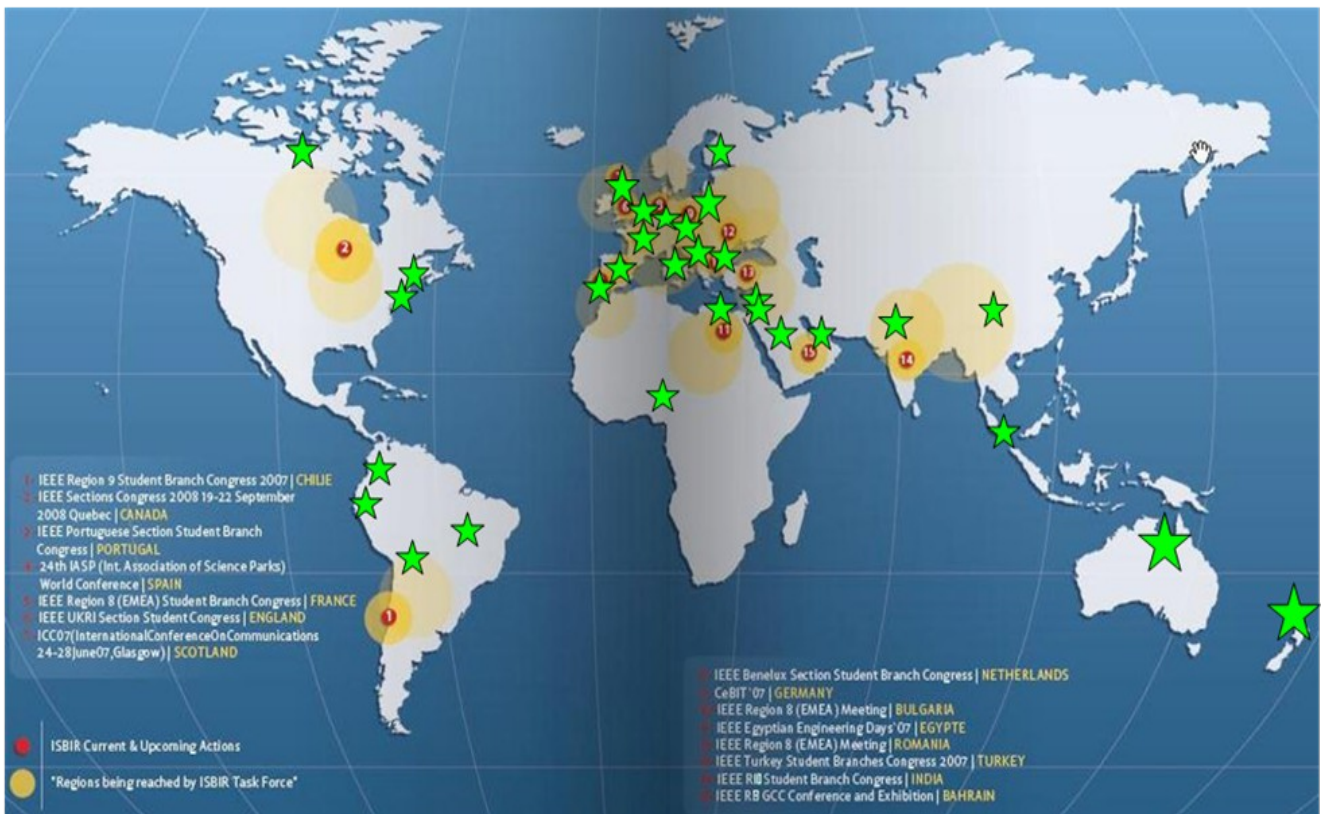 IEEE Region 9 Student Branch Congress 2007 | CHILIE
IEEE Sections Congress 2008 19-22 September
2008 Quebec | CANADA
IEEE Portuguese Section Student Branch
Congress | PORTUGAL
24th IASP (Int. Association of Science Parks)
World Conference | SPAIN
IEEE Region 8 (EMEA) Student Branch Congress | FRANCE
IEEE UKRI Section Student Congress | ENGLAND
ICC07(InternationalConferenceOnCommunications
24-28June07,Glasgow) | SCOTLAND
ISBIR Current & Upcoming Actions
"Regions being reached by ISBIR Task Force"
IEEE Benelux Section Student Branch Congress | NETHERLANDS
CeBIT'07 | GERMANY
IEEE Region 8 (EMEA) Meeting | BULGARIA
IEEE Egyptian Engineering Days'07 | EGYPTE
IEEE Region 8 (EMEA) Meeting | ROMANIA
IEEE Turkey Student Branches Congress 2007 | TURKEY
IEEE Student Branch Congress | INDIA
IEEE GCC Conference and Exhibition | BAHRAIN
2
12
13
11
15
14
1